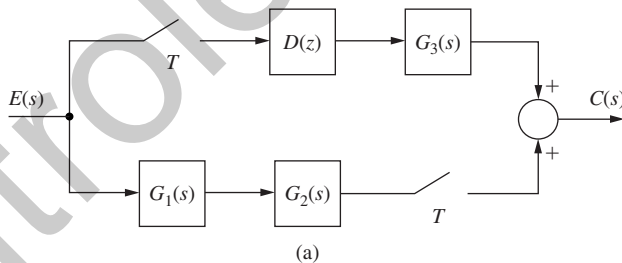 D(z)
G₃(s)
T
+
E(s)
C(s)
+
G₁(s)
G₂(s)
T
(a)